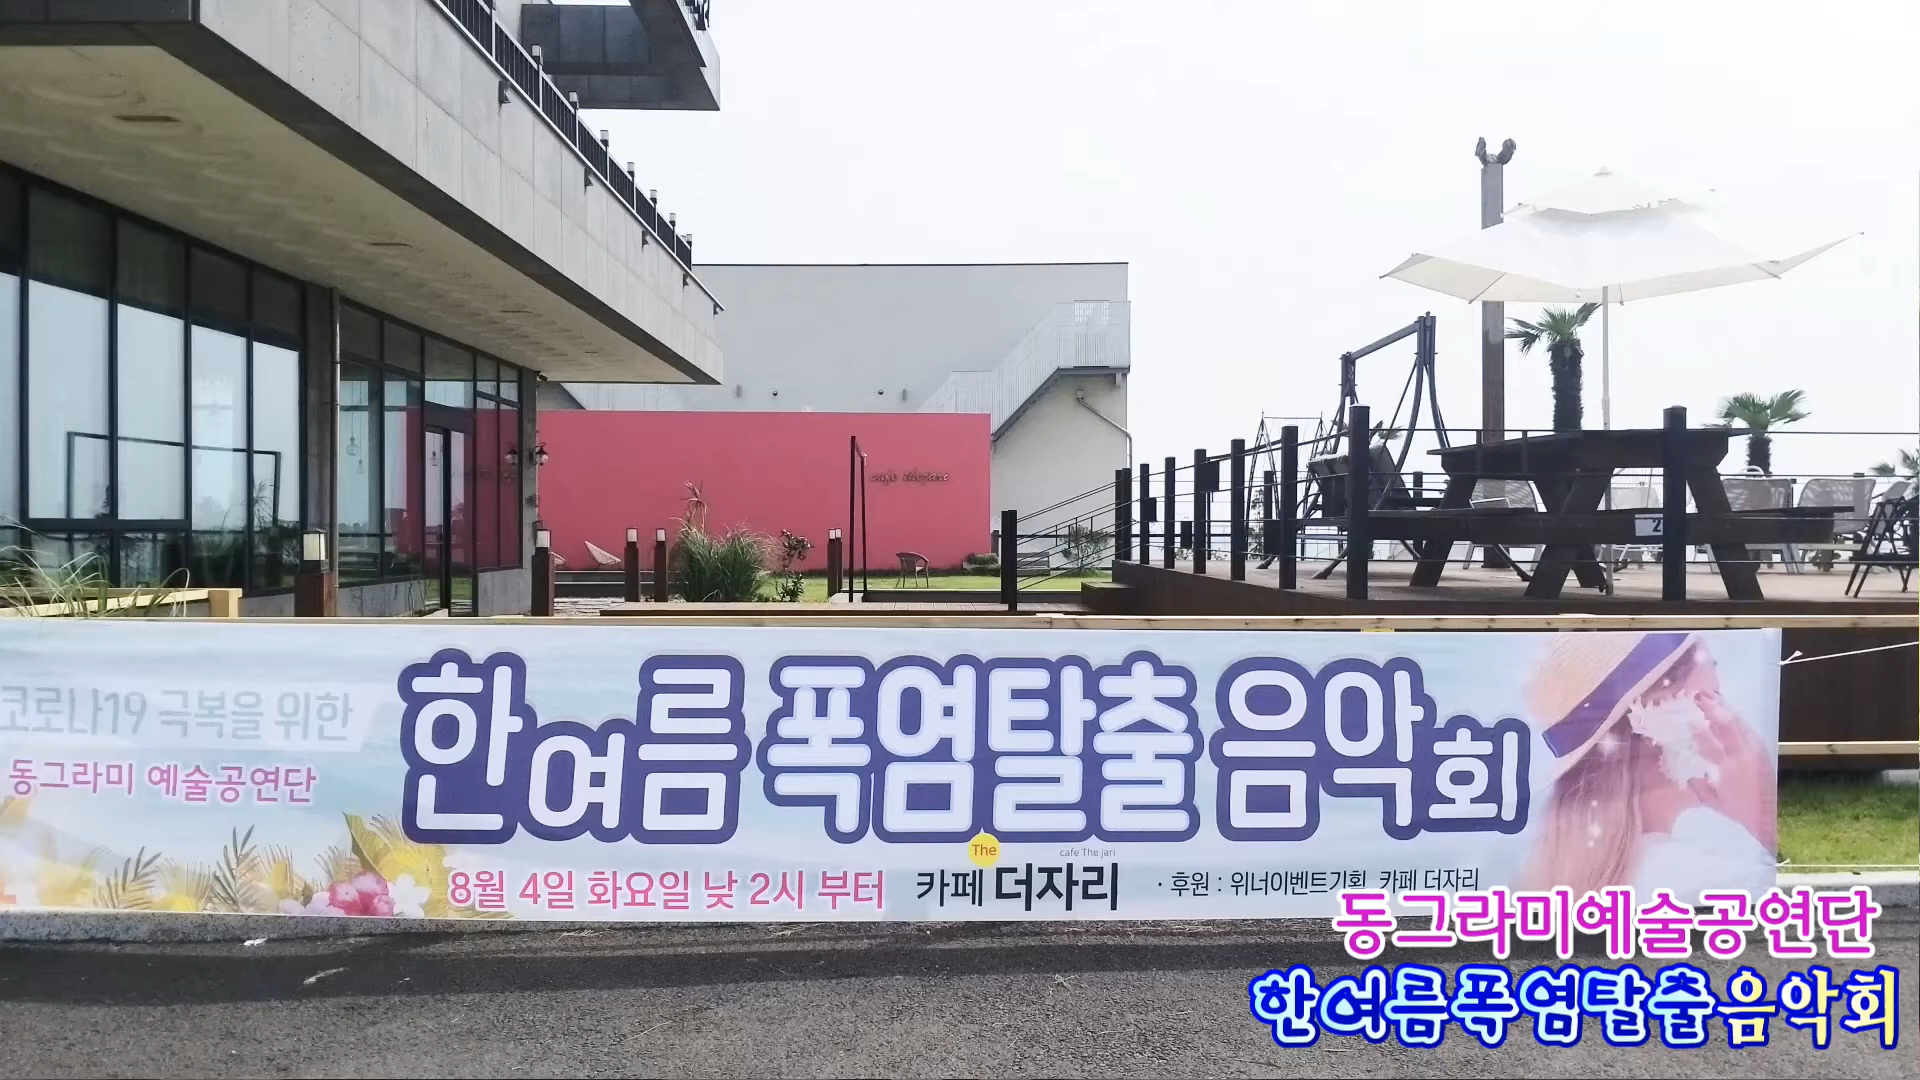 cafe thejare
2
코로나19 극복을 위한
동그라미 예술공연단
한여름 폭염탈출 음악회
8월 4일 화요일 낮 2시 부터
The
cafe The jari
카페 더자리
· 후원 : 위너이벤트기획, 카페 더자리
동그라미예술공연단
한여름폭염탈출음악회